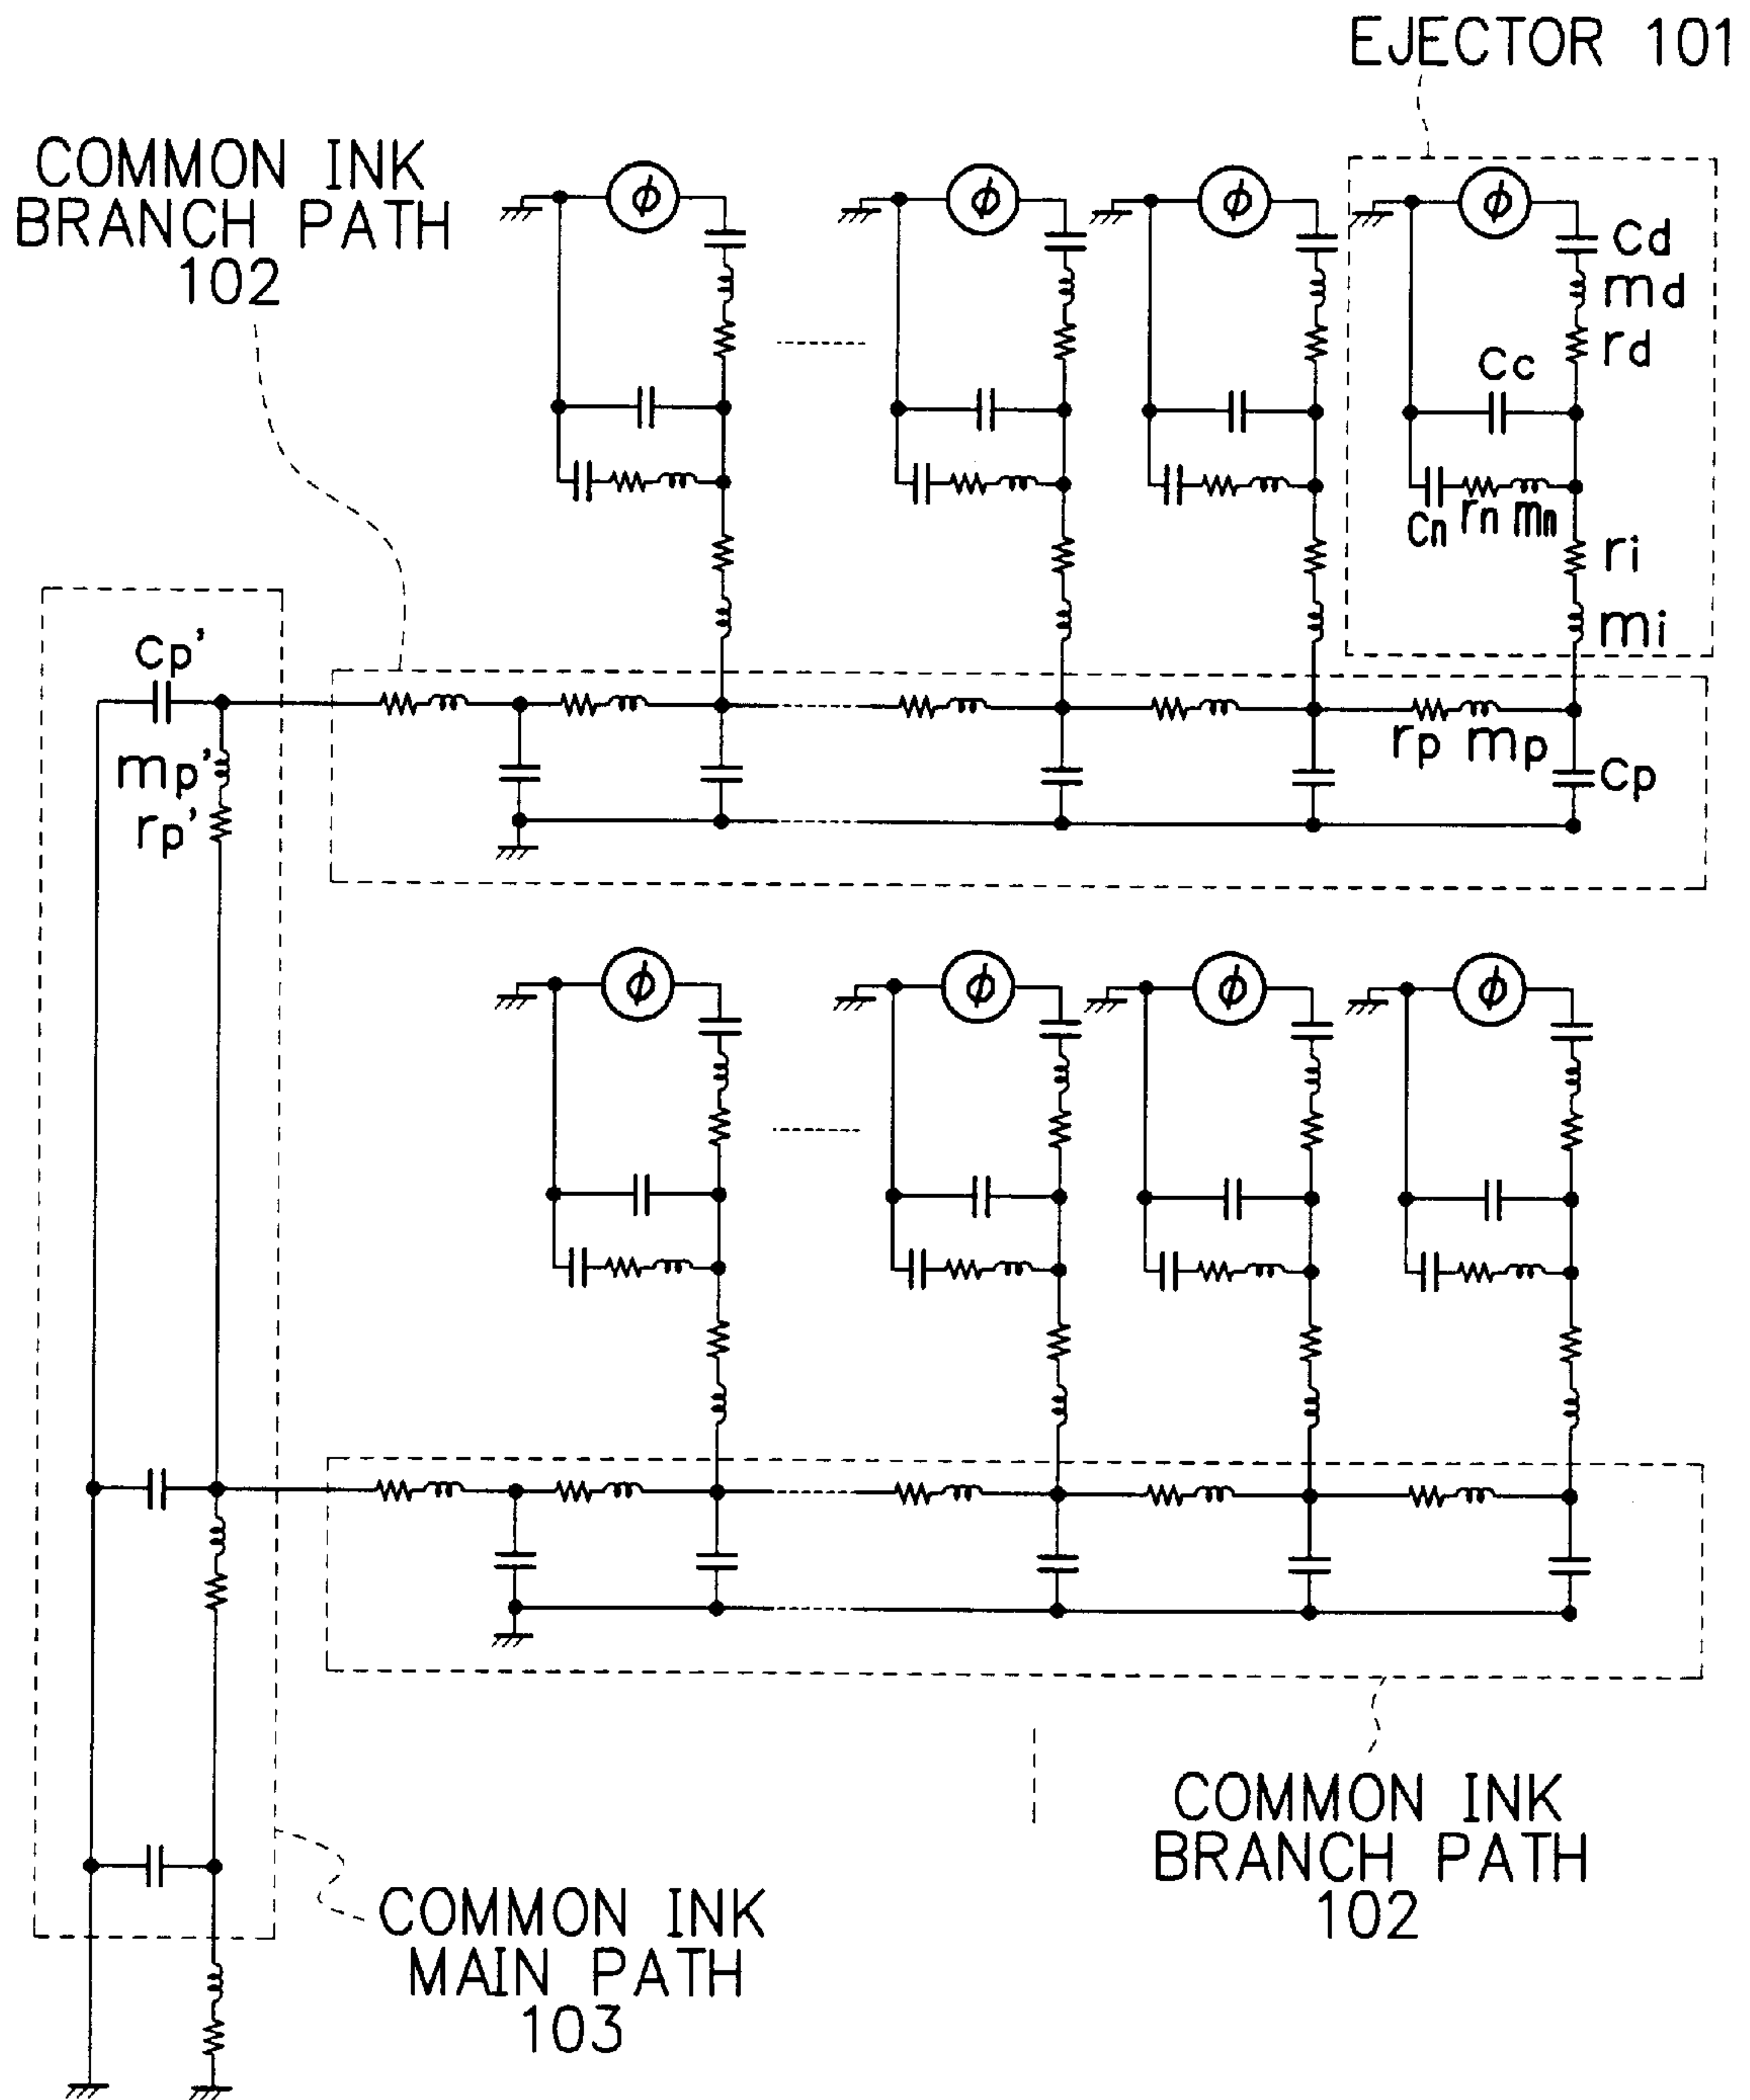 EJECTOR 101
COMMON INK
BRANCH PATH
102
ϕ ϕ ϕ ϕ
Cd
md
rd
Cc
Cn rn mn
ri
mi
Cp'
mp'
rp'
rp mp
Cp
ϕ ϕ ϕ ϕ
COMMON INK
BRANCH PATH
102
COMMON INK
MAIN PATH
103